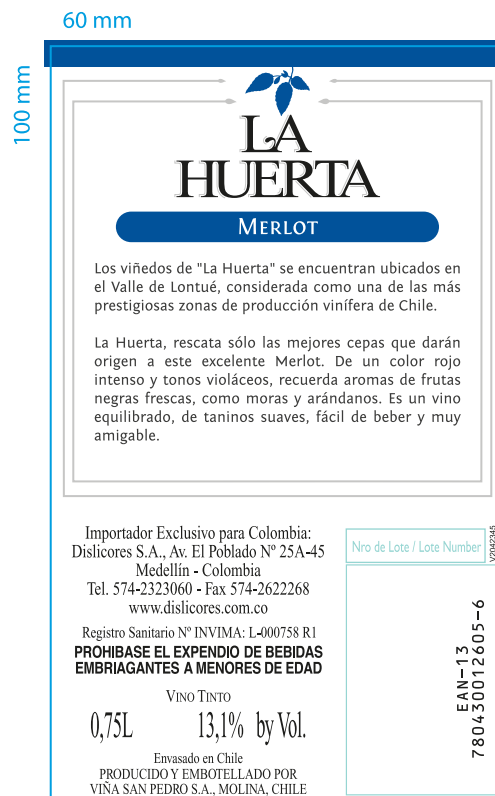 60 mm
100 mm
LA
HUERTA
MERLOT
Los viñedos de "La Huerta" se encuentran ubicados en
el Valle de Lontué, considerada como una de las más
prestigiosas zonas de producción vinífera de Chile.
La Huerta, rescata sólo las mejores cepas que darán
origen a este excelente Merlot. De un color rojo
intenso y tonos violáceos, recuerda aromas de frutas
negras frescas, como moras y arándanos. Es un vino
equilibrado, de taninos suaves, fácil de beber y muy
amigable.
Importador Exclusivo para Colombia:
Dislicores S.A., Av. El Poblado Nº 25A-45
Medellín - Colombia
Tel. 574-2323060 - Fax 574-2622268
www.dislicores.com.co
Registro Sanitario Nº INVIMA: L-000758 R1
PROHIBASE EL EXPENDIO DE BEBIDAS
EMBRIAGANTES A MENORES DE EDAD
VINO TINTO
0,75L 13,1% by Vol.
Envasado en Chile
PRODUCIDO Y EMBOTELLADO POR
VIÑA SAN PEDRO S.A., MOLINA, CHILE
Nro de Lote / Lote Number
V2042345
EAN-13
780430012605-6